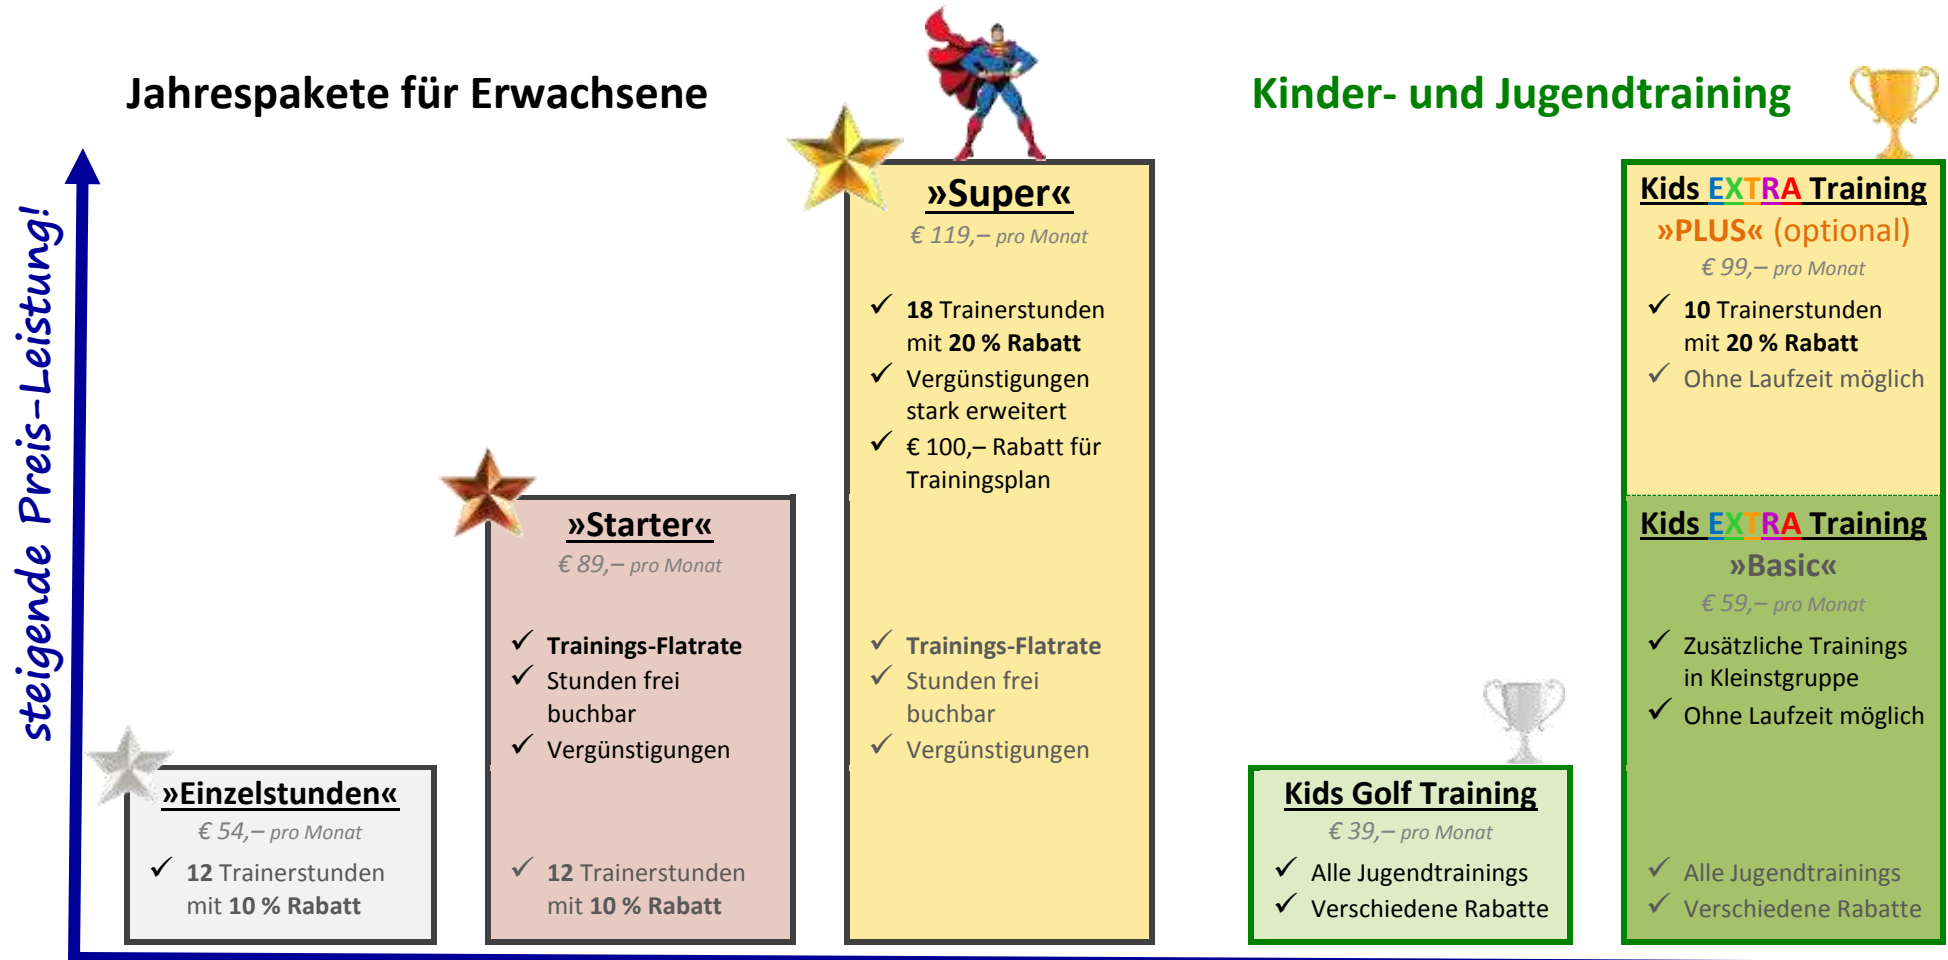 Jahrespakete für Erwachsene
Kinder- und Jugendtraining
steigende Preis-Leistung!
»Einzelstunden«
€ 54,– pro Monat
✓ 12 Trainerstunden
mit 10 % Rabatt
»Starter«
€ 89,– pro Monat
✓ Trainings-Flatrate
✓ Stunden frei
buchbar
✓ Vergünstigungen
✓ 12 Trainerstunden
mit 10 % Rabatt
»Super«
€ 119,– pro Monat
✓ 18 Trainerstunden
mit 20 % Rabatt
✓ Vergünstigungen
stark erweitert
✓ € 100,– Rabatt für
Trainingsplan
✓ Trainings-Flatrate
✓ Stunden frei
buchbar
✓ Vergünstigungen
Kids Golf Training
€ 39,– pro Monat
✓ Alle Jugendtrainings
✓ Verschiedene Rabatte
Kids EXTRA Training
»PLUS« (optional)
€ 99,– pro Monat
✓ 10 Trainerstunden
mit 20 % Rabatt
✓ Ohne Laufzeit möglich
Kids EXTRA Training
»Basic«
€ 59,– pro Monat
✓ Zusätzliche Trainings
in Kleinstgruppe
✓ Ohne Laufzeit möglich
✓ Alle Jugendtrainings
✓ Verschiedene Rabatte